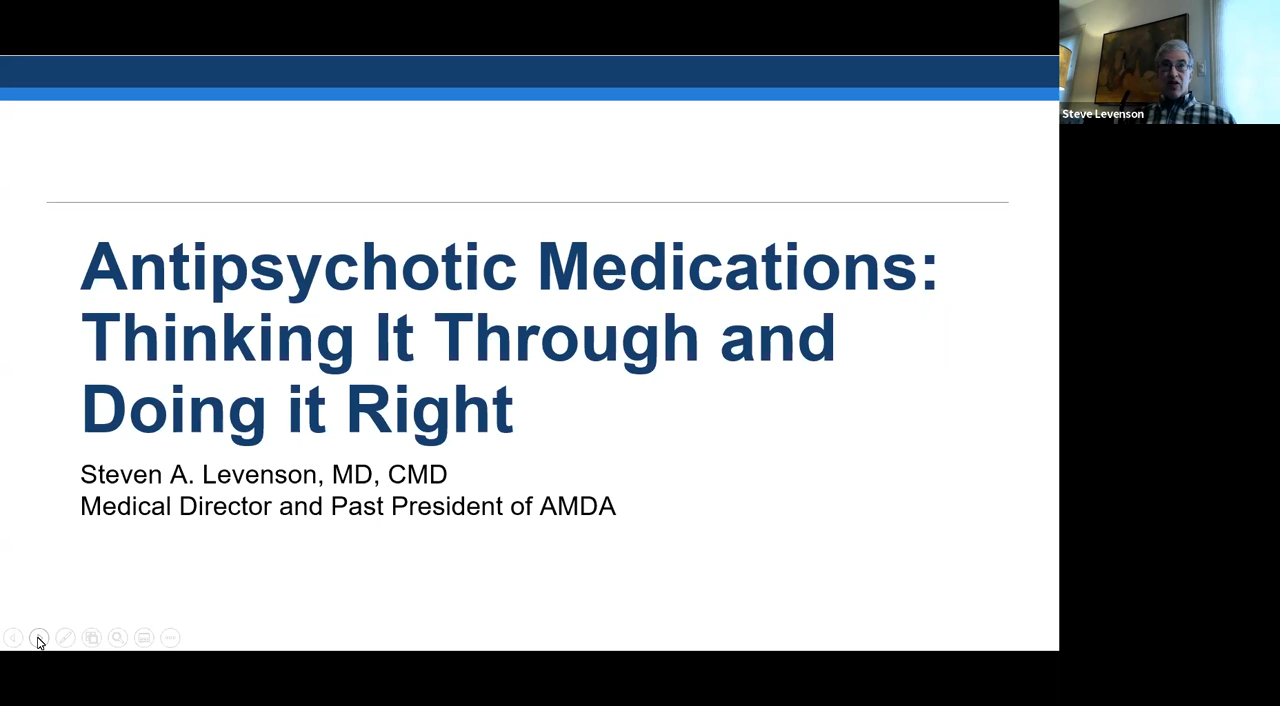 Antipsychotic Medications:
Thinking It Through and
Doing it Right
Steven A. Levenson, MD, CMD
Medical Director and Past President of AMDA
Steve Levenson